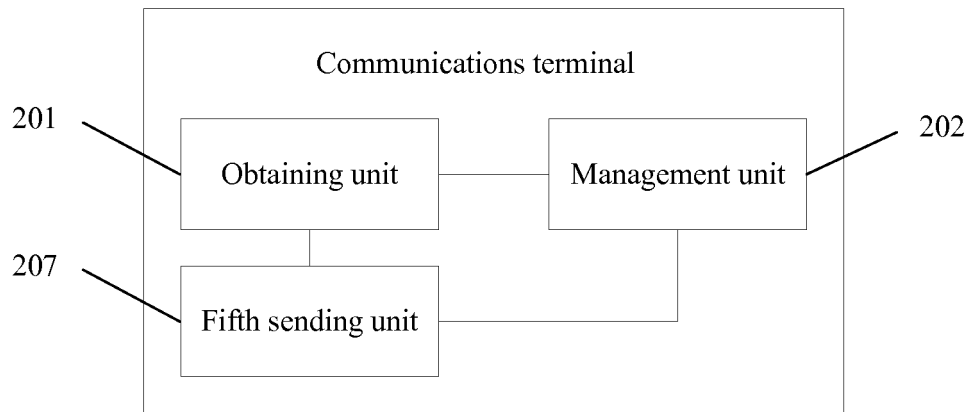 Communications terminal
201
202
Obtaining unit
Management unit
207
Fifth sending unit